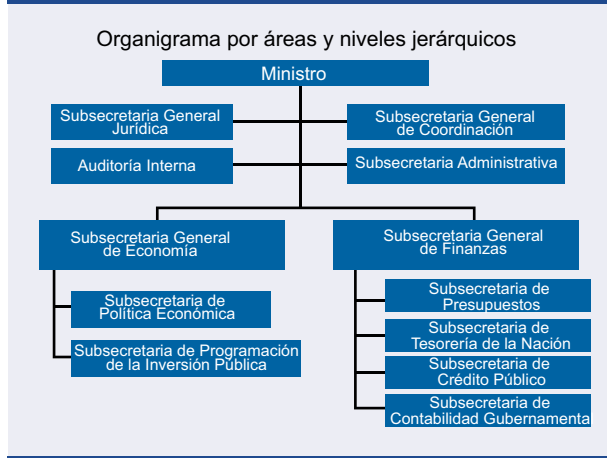 Organigrama por áreas y niveles jerárquicos
Ministro
Subsecretaria General
Jurídica
Subsecretaria General
de Coordinación
Auditoría Interna
Subsecretaria Administrativa
Subsecretaria General
de Economía
Subsecretaria General
de Finanzas
Subsecretaria de
Política Económica
Subsecretaria de Programación
de la Inversión Pública
Subsecretaria de
Presupuestos
Subsecretaria de
Tesorería de la Nación
Subsecretaria de
Crédito Público
Subsecretaria de
Contabilidad Gubernamenta